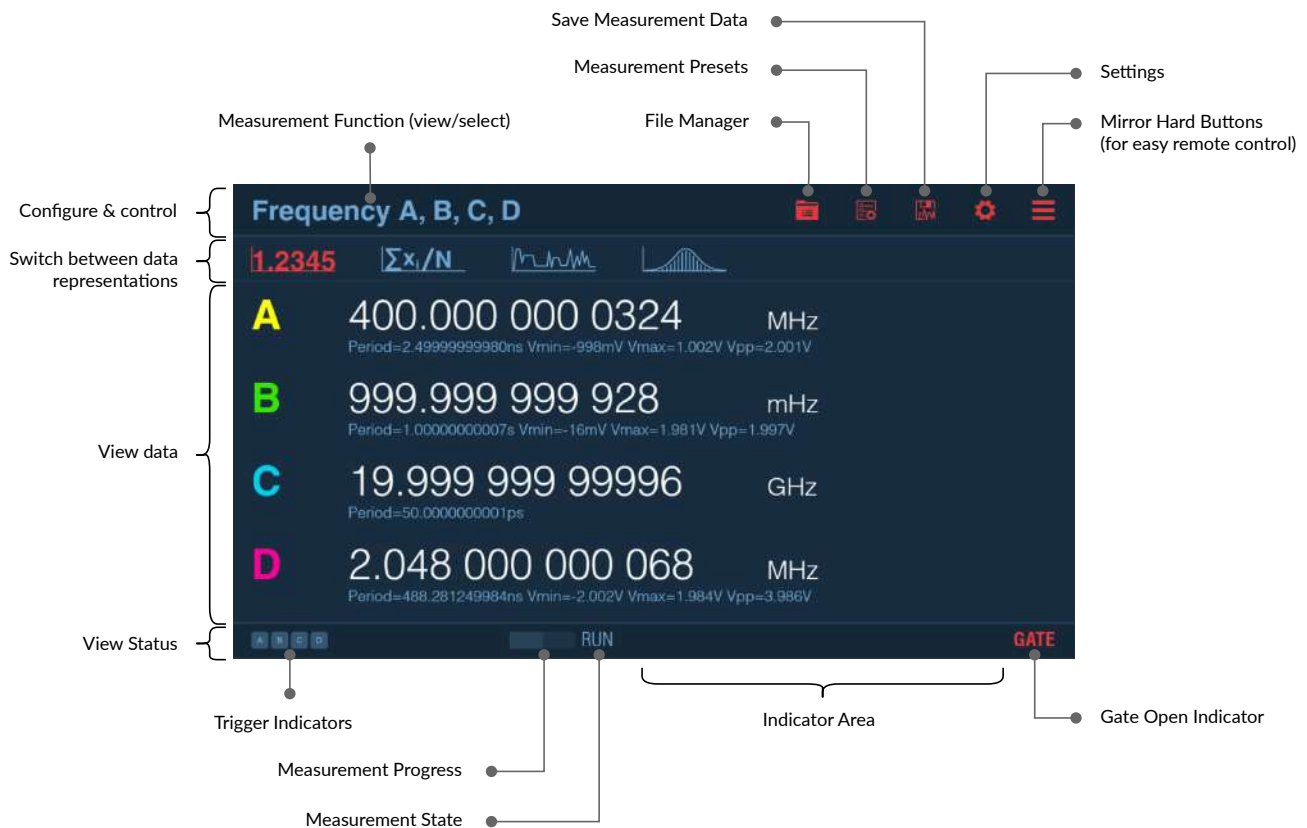 Save Measurement Data
Measurement Presets
Settings
Measurement Function (view/select)
File Manager
Mirror Hard Buttons
(for easy remote control)
Configure & control
Frequency A, B, C, D
Switch between data
representations
1.2345
∑xᵢ/N
A 400.000 000 0324 MHz
Period=2.49999999980ns Vmin=-998mV Vmax=1.002V Vpp=2.001V
B 999.999 999 928 mHz
Period=1.00000000007s Vmin=-16mV Vmax=1.981V Vpp=1.997V
View data
C 19.999 999 99996 GHz
Period=50.0000000001ps
D 2.048 000 000 068 MHz
Period=488.281249984ns Vmin=-2.002V Vmax=1.984V Vpp=3.986V
View Status
A B C D
RUN
GATE
Trigger Indicators
Indicator Area
Gate Open Indicator
Measurement Progress
Measurement State